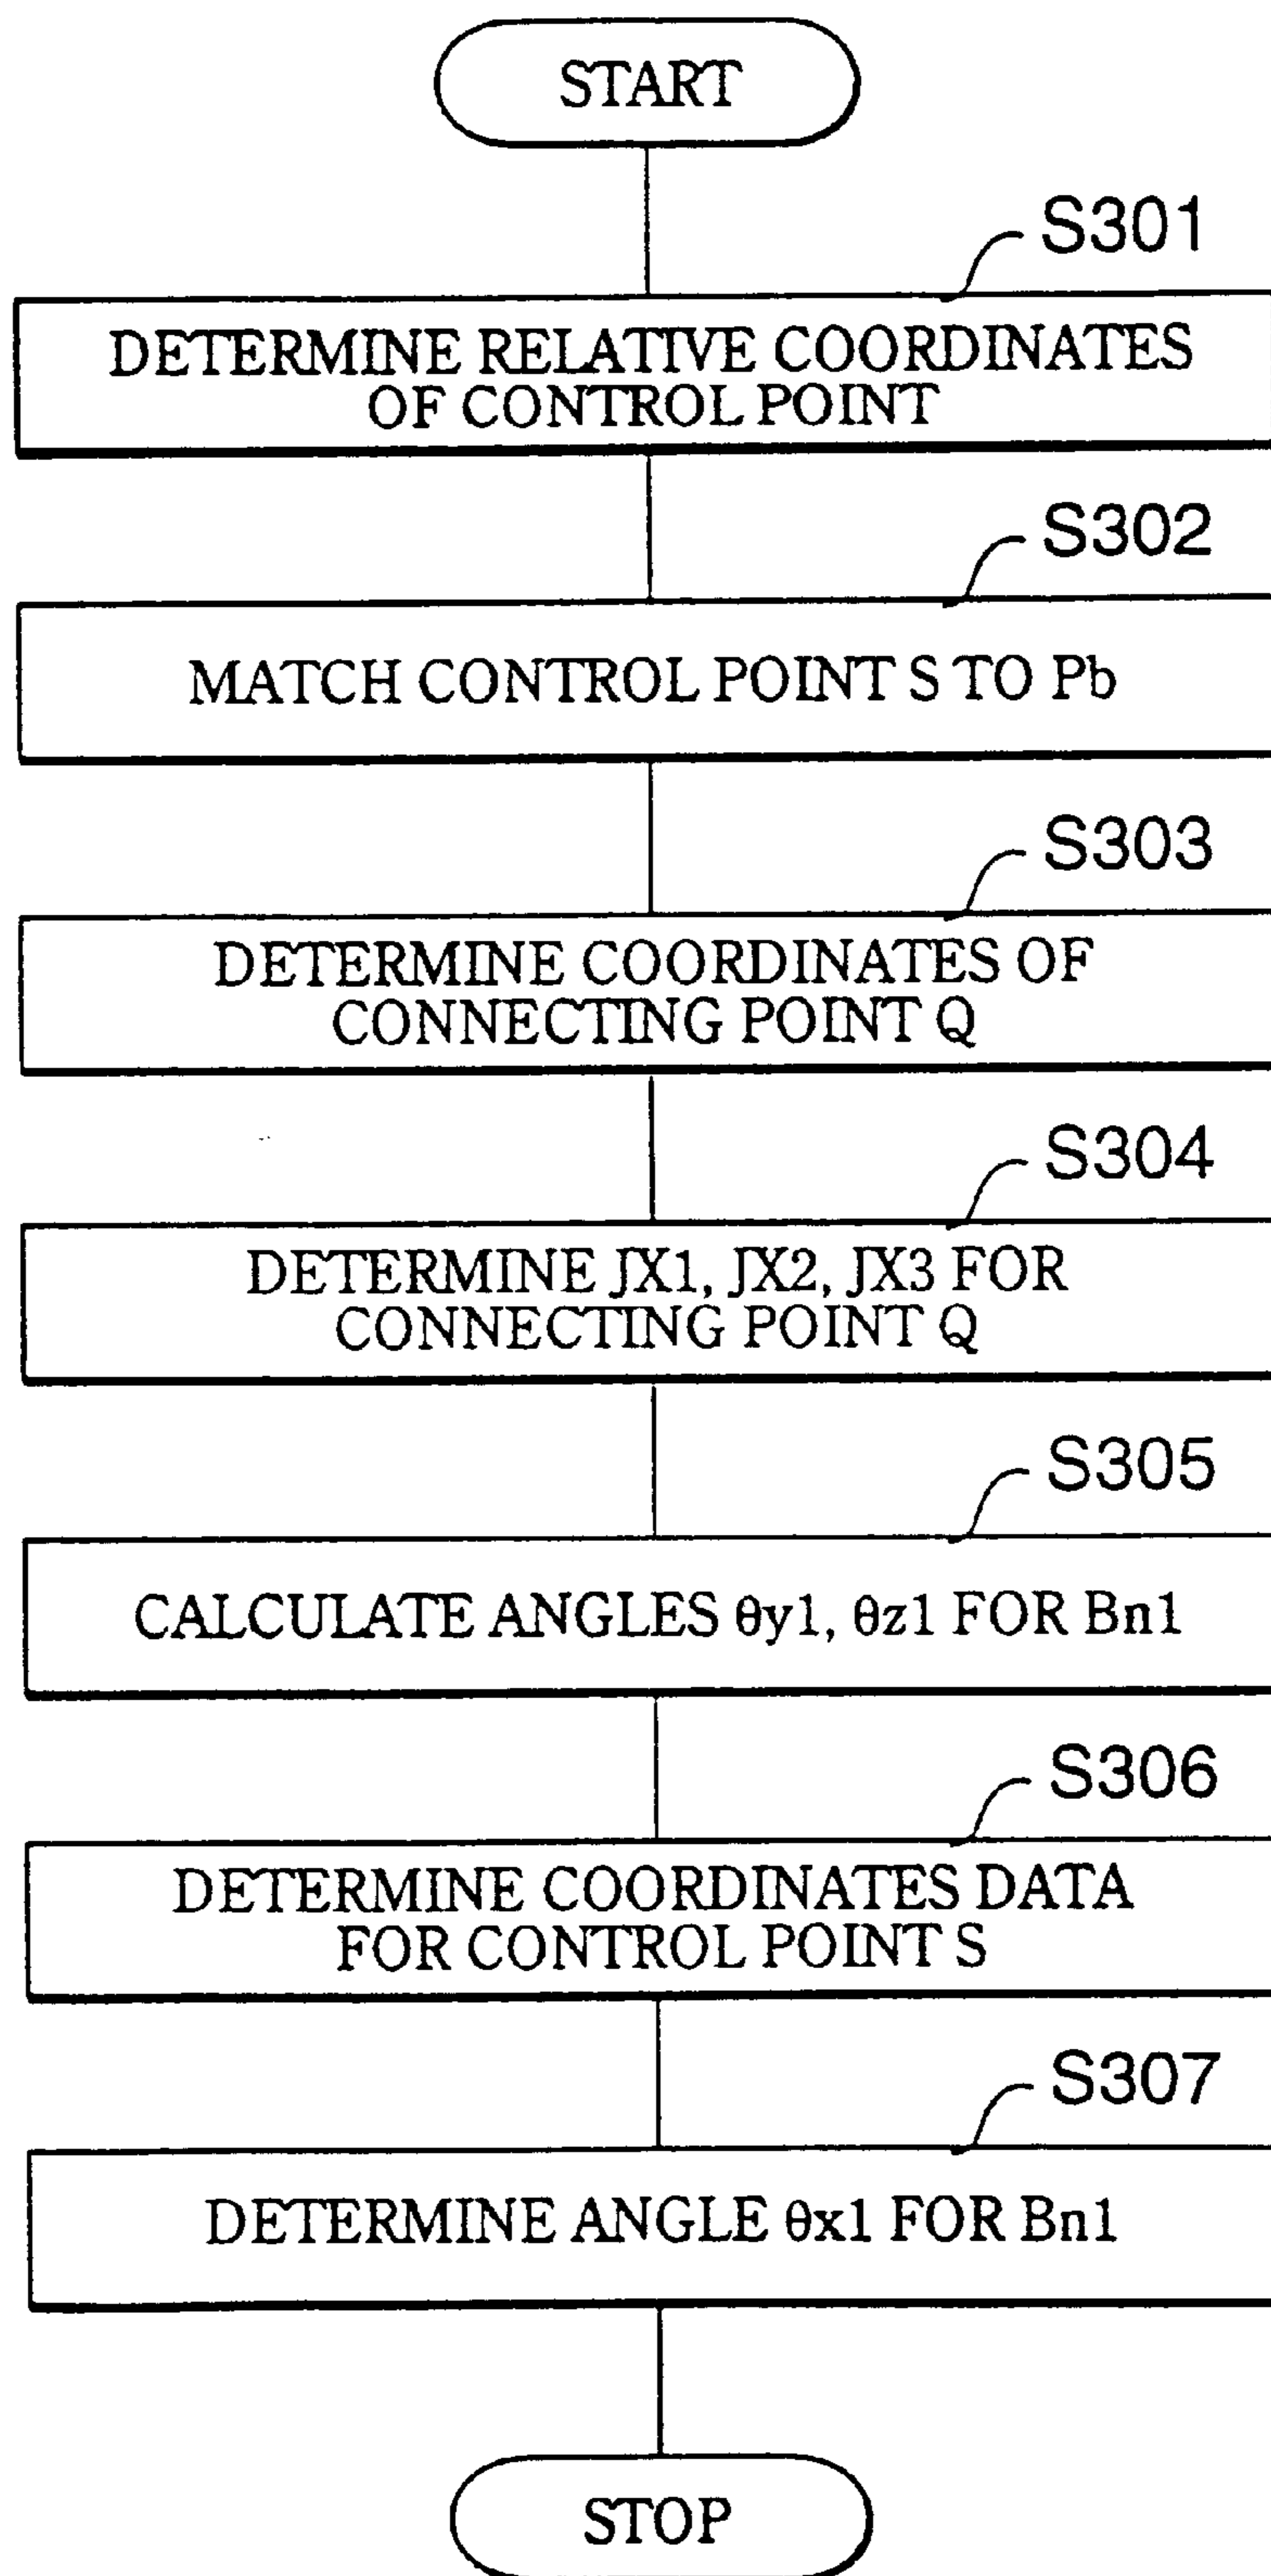 START
S301
DETERMINE RELATIVE COORDINATES
OF CONTROL POINT
S302
MATCH CONTROL POINT S TO Pb
S303
DETERMINE COORDINATES OF
CONNECTING POINT Q
S304
DETERMINE JX1, JX2, JX3 FOR
CONNECTING POINT Q
S305
CALCULATE ANGLES θy1, θz1 FOR Bn1
S306
DETERMINE COORDINATES DATA
FOR CONTROL POINT S
S307
DETERMINE ANGLE θx1 FOR Bn1
STOP